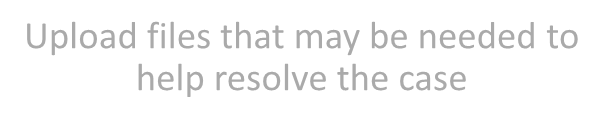 Upload files that may be needed to
help resolve the case